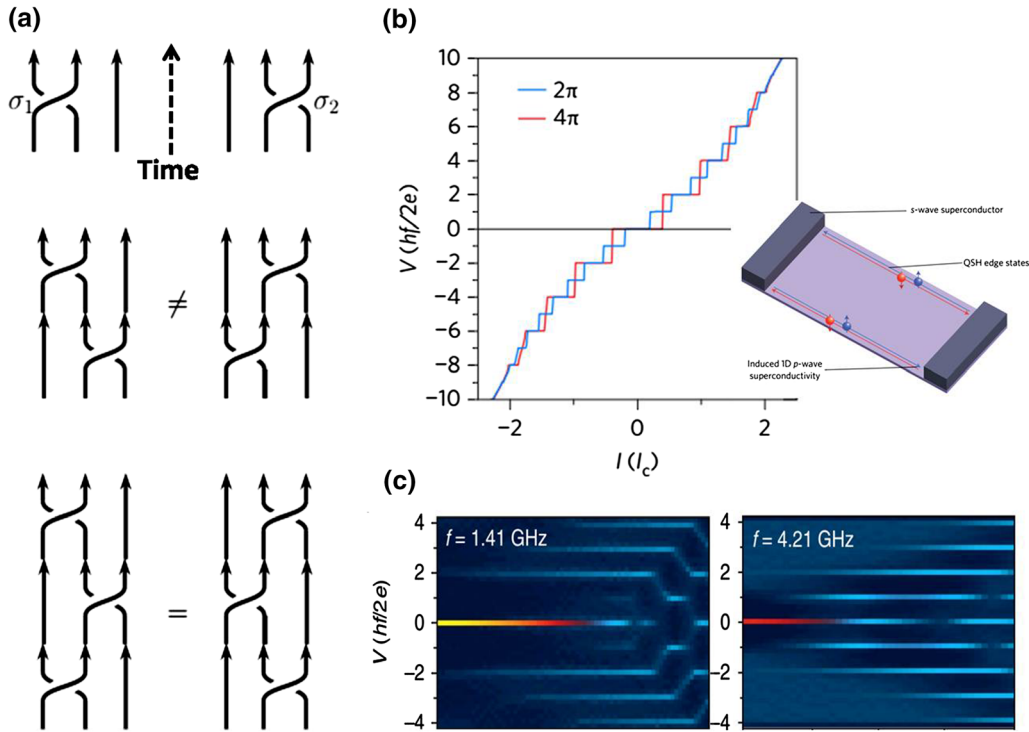 (a)
σ1
σ2
Time
≠
=
(b)
10
8
6
4
2
0
−2
−4
−6
−8
−10
V (hf/2e)
2π
4π
−2
0
2
I (Ic)
s-wave superconductor
QSH edge states
Induced 1D p-wave
superconductivity
(c)
4
2
0
-2
-4
V (hf/2e)
f = 1.41 GHz
4
2
0
-2
-4
f = 4.21 GHz